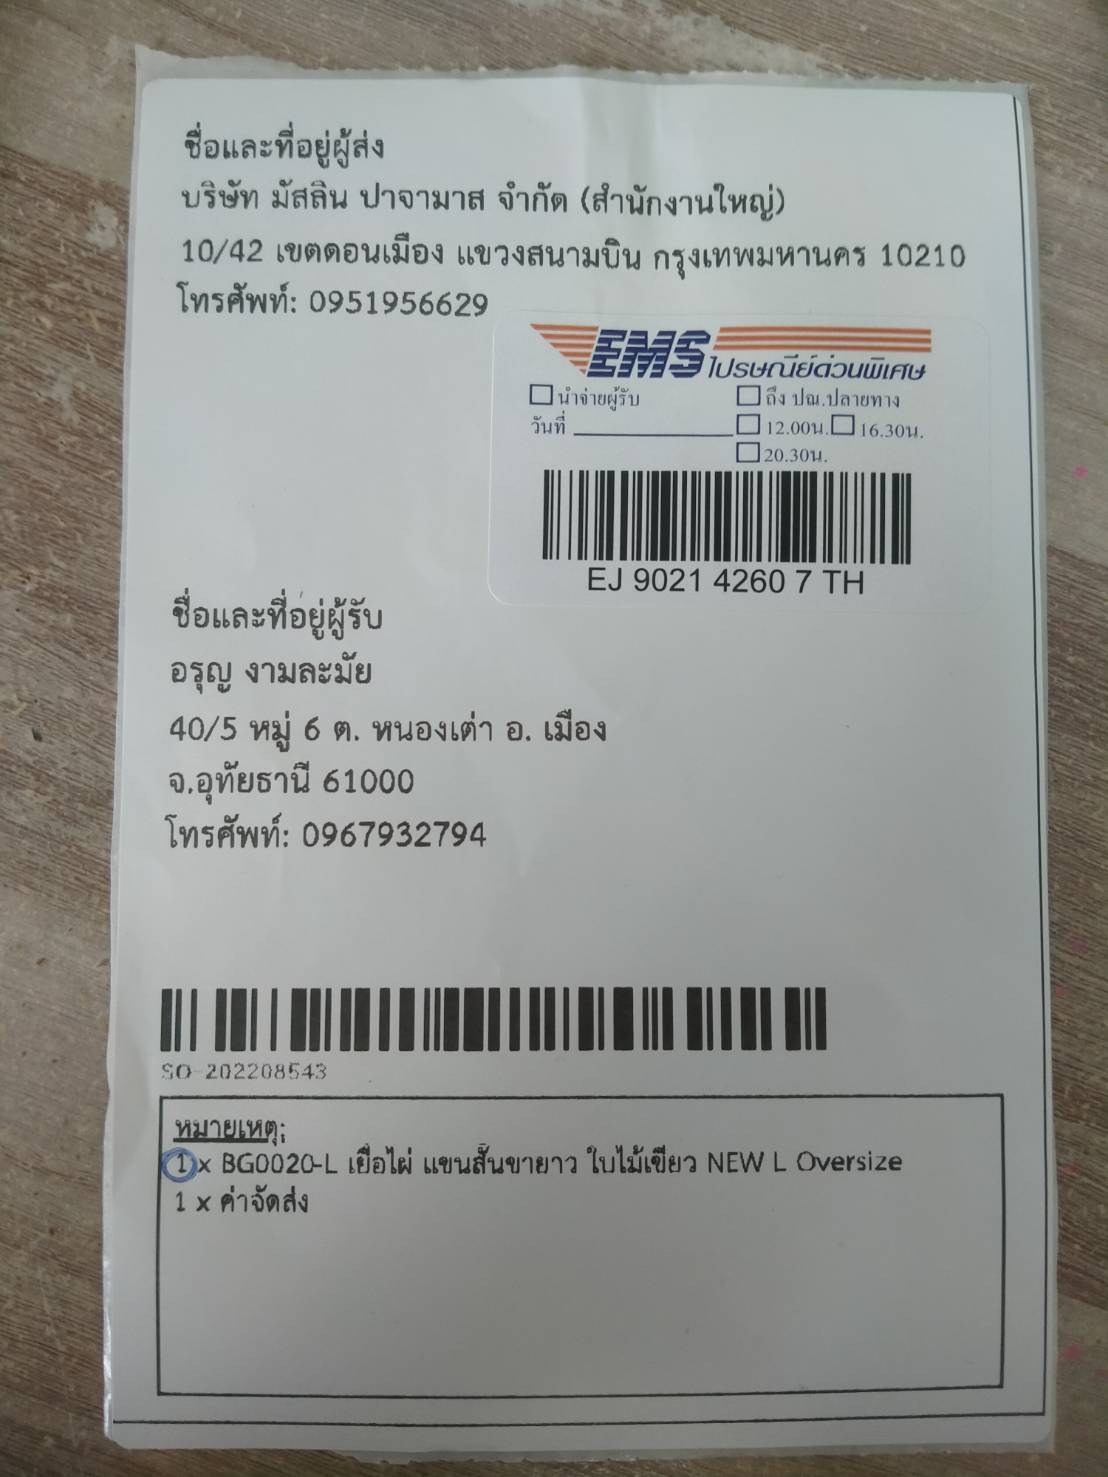 ชื่อและที่อยู่ผู้ส่ง
บริษัท มัสลิน ปาจามาส จำกัด (สำนักงานใหญ่)
10/42 เขตดอนเมือง แขวงสนามบิน กรุงเทพมหานคร 10210
โทรศัพท์: 0951956629
EMS ไปรษณีย์ด่วนพิเศษ
นำจ่ายผู้รับ ถึง ปณ.ปลายทาง
วันที่ 12.00น. 16.30น.
20.30น.
EJ 9021 4260 7 TH
ชื่อและที่อยู่ผู้รับ
อรุญ งามละมัย
40/5 หมู่ 6 ต. หนองเต่า อ. เมือง
จ.อุทัยธานี 61000
โทรศัพท์: 0967932794
SO-202208543
หมายเหตุ:
1 x BG0020-L เยื่อไผ่ แขนสั้นขายาว ใบไม้เขียว NEW L Oversize
1 x ค่าจัดส่ง